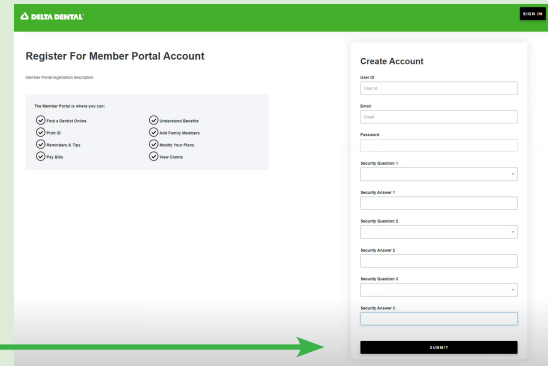 DELTA DENTAL
SIGN IN
Register For Member Portal Account
Member Portal registration description
The Member Portal is where you can:
Find a Dentist Online
Understand Benefits
Print ID
Add Family Members
Reminders & Tips
Modify Your Plans
Pay Bills
View Claims
Create Account
User ID
User Id
Email
Email
Password
Security Question 1
Security Answer 1
Security Question 2
Security Answer 2
Security Question 3
Security Answer 3
SUBMIT